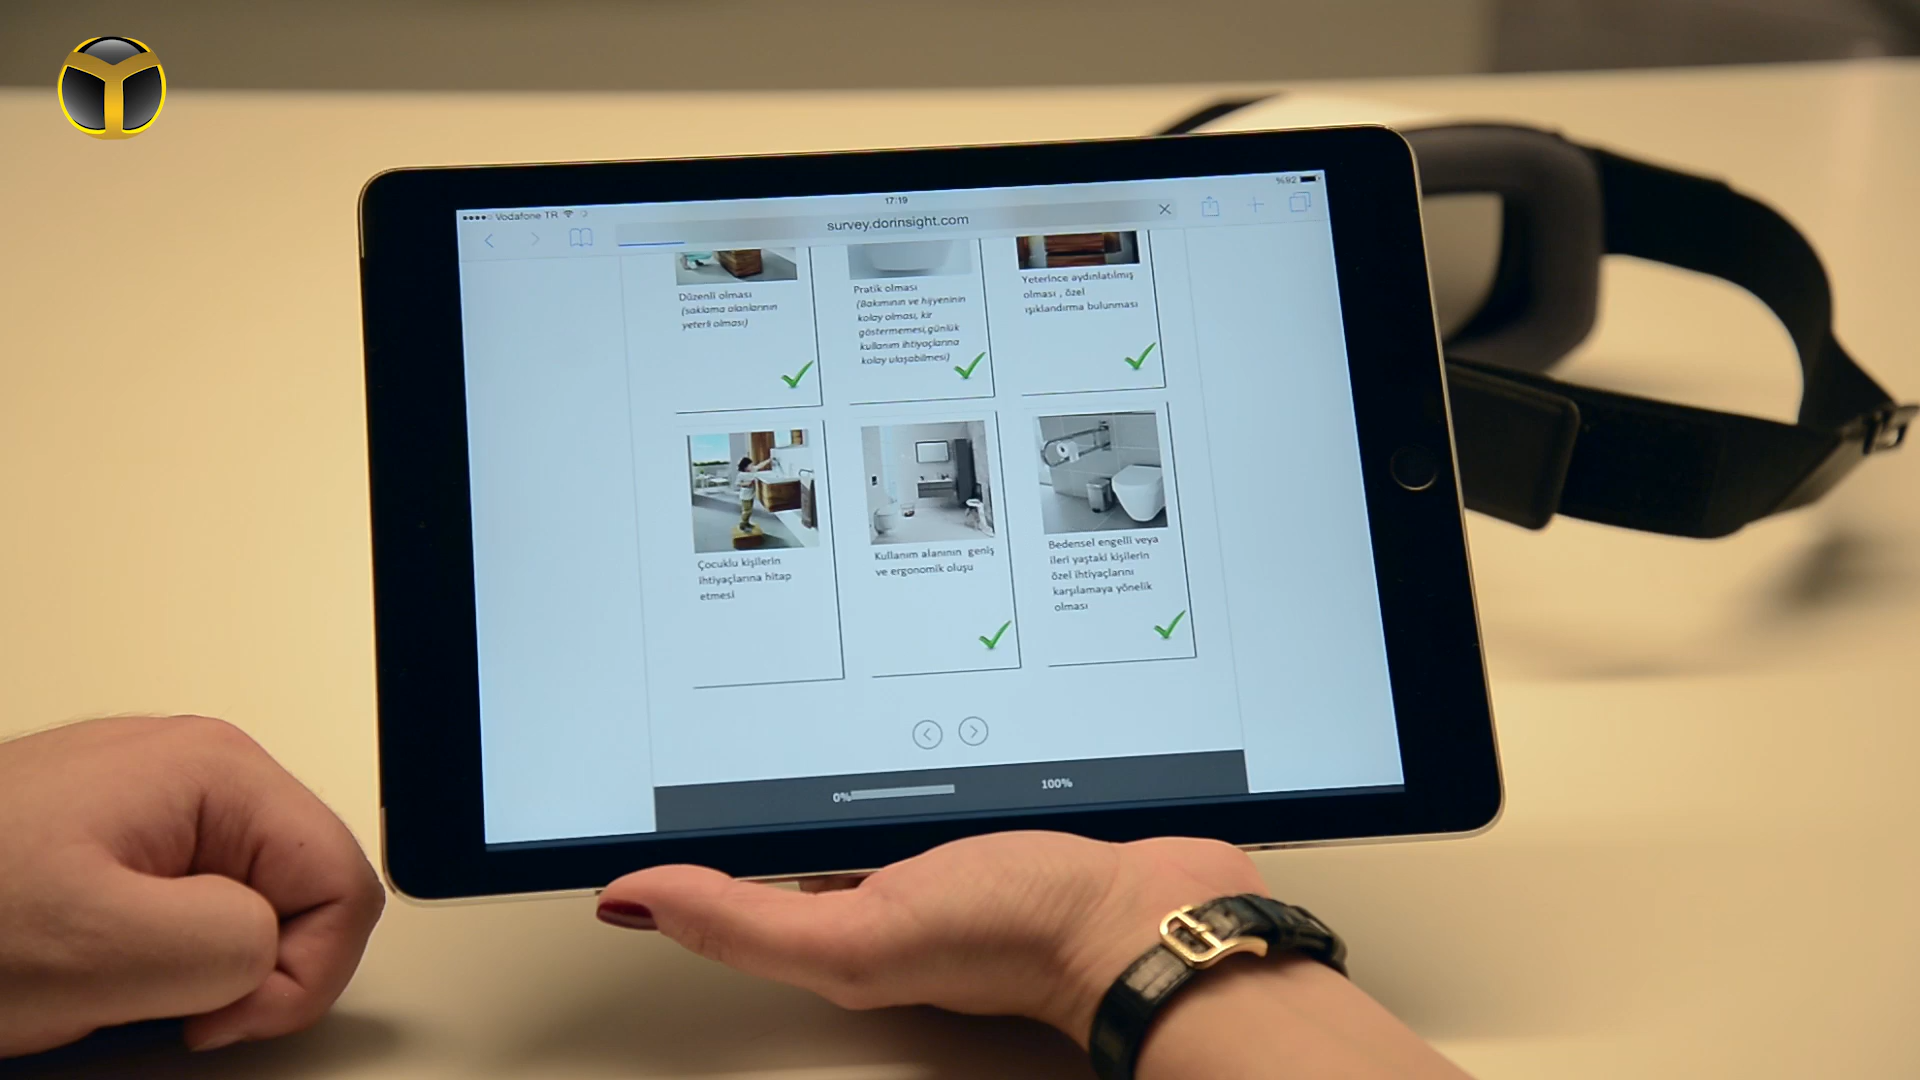 Vodafone TR
17:19
%92
survey.dorinsight.com
Düzenli olması
(saklama alanlarının
yeterli olması)
Pratik olması
(Bakımının ve hijyeninin
kolay olması, kir
göstermemesi,günlük
kullanım ihtiyaçlarına
kolay ulaşabilmesi)
Yeterince aydınlatılmış
olması , özel
ışıklandırma bulunması
Çocuklu kişilerin
ihtiyaçlarına hitap
etmesi
Kullanım alanının geniş
ve ergonomik oluşu
Bedensel engelli veya
ileri yaştaki kişilerin
özel ihtiyaçlarını
karşılamaya yönelik
olması
0%
100%